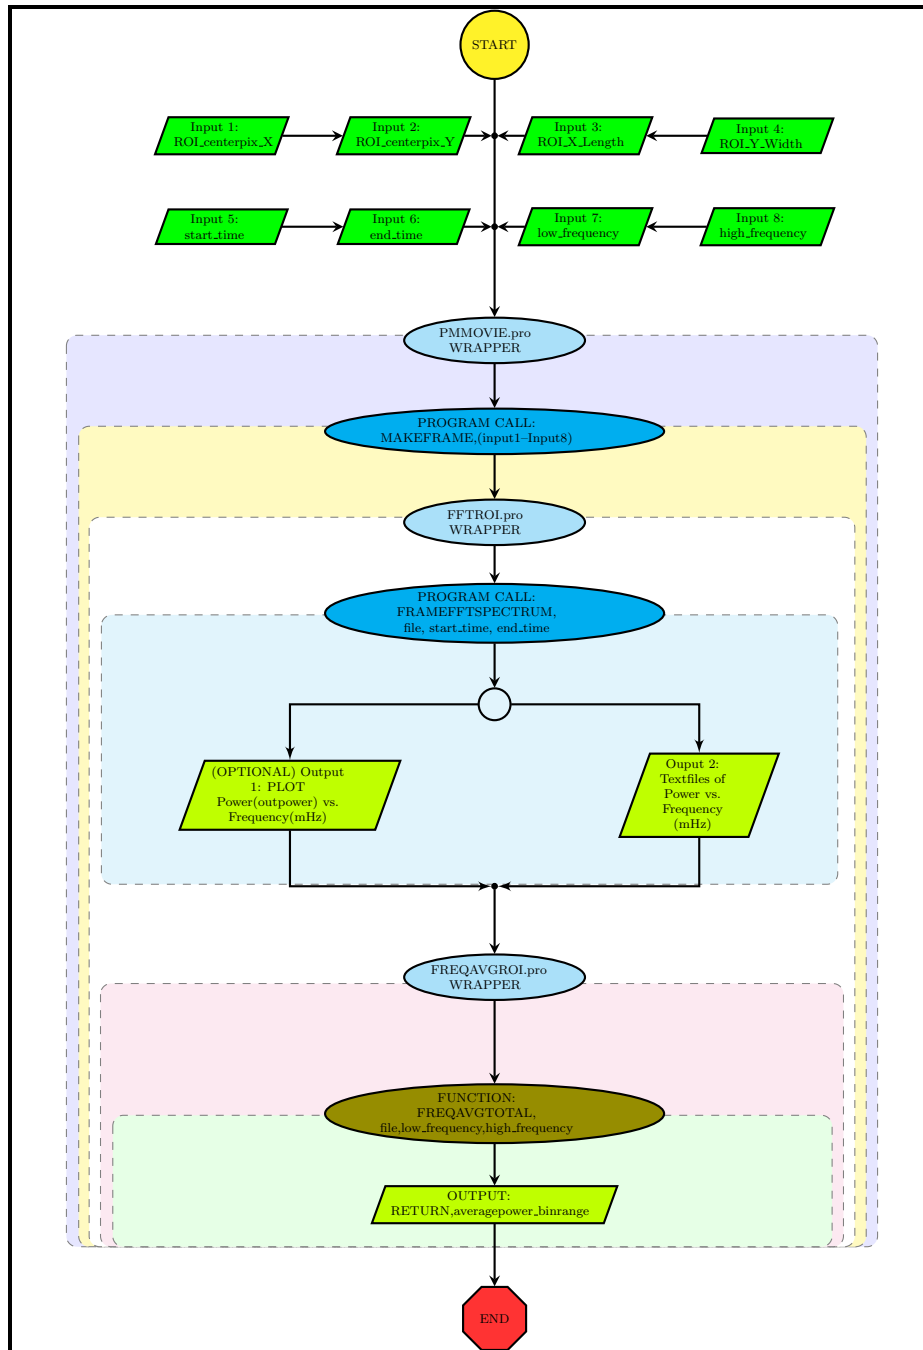 START
Input 1:
ROI_centerpix_X
Input 2:
ROI_centerpix_Y
Input 3:
ROI_X_Length
Input 4:
ROI_Y_Width
Input 5:
start_time
Input 6:
end_time
Input 7:
low_frequency
Input 8:
high_frequency
PMMOVIE.pro
WRAPPER
PROGRAM CALL:
MAKEFRAME,(input1–Input8)
FFTROI.pro
WRAPPER
PROGRAM CALL:
FRAMEFFTSPECTRUM,
file, start_time, end_time
(OPTIONAL) Output
1: PLOT
Power(outpower) vs.
Frequency(mHz)
Ouput 2:
Textfiles of
Power vs.
Frequency
(mHz)
FREQAVGROI.pro
WRAPPER
FUNCTION:
FREQAVGTOTAL,
file,low_frequency,high_frequency
OUTPUT:
RETURN,averagepower_binrange
END